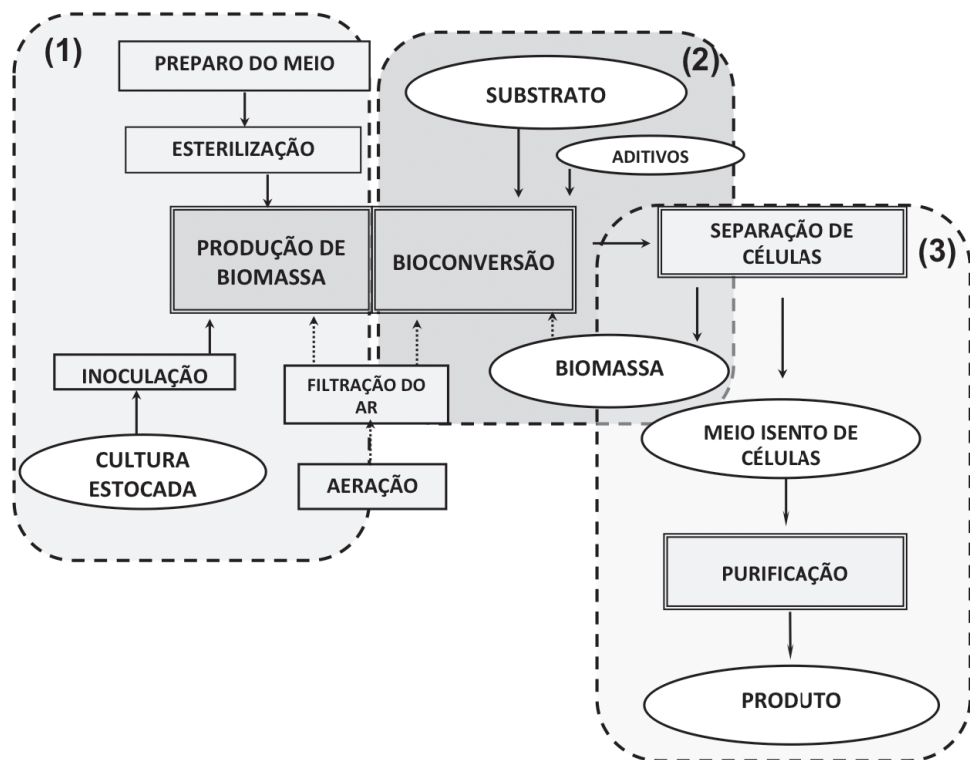 (1)
PREPARO DO MEIO
ESTERILIZAÇÃO
PRODUÇÃO DE
BIOMASSA
INOCULAÇÃO
CULTURA
ESTOCADA
FILTRAÇÃO DO
AR
AERAÇÃO
(2)
SUBSTRATO
ADITIVOS
BIOCONVERSÃO
BIOMASSA
(3)
SEPARAÇÃO DE
CÉLULAS
MEIO ISENTO DE
CÉLULAS
PURIFICAÇÃO
PRODUTO